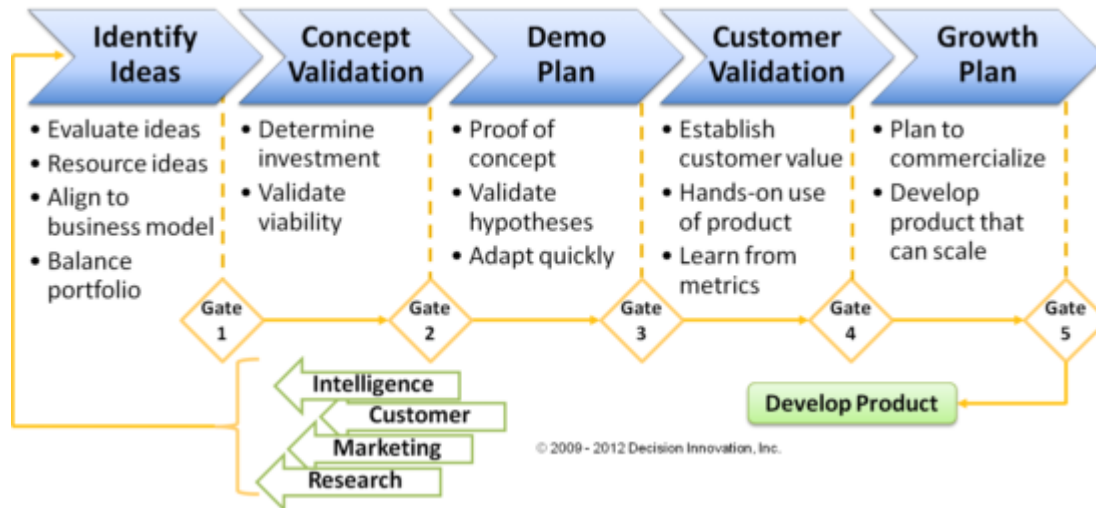 Identify
Ideas
Concept
Validation
Demo
Plan
Customer
Validation
Growth
Plan
• Evaluate ideas
• Resource ideas
• Align to
business model
• Balance
portfolio
• Determine
investment
• Validate
viability
• Proof of
concept
• Validate
hypotheses
• Adapt quickly
• Establish
customer value
• Hands-on use
of product
• Learn from
metrics
• Plan to
commercialize
• Develop
product that
can scale
Gate
1
Gate
2
Gate
3
Gate
4
Gate
5
Intelligence
Customer
Marketing
Research
Develop Product
© 2009 - 2012 Decision Innovation, Inc.